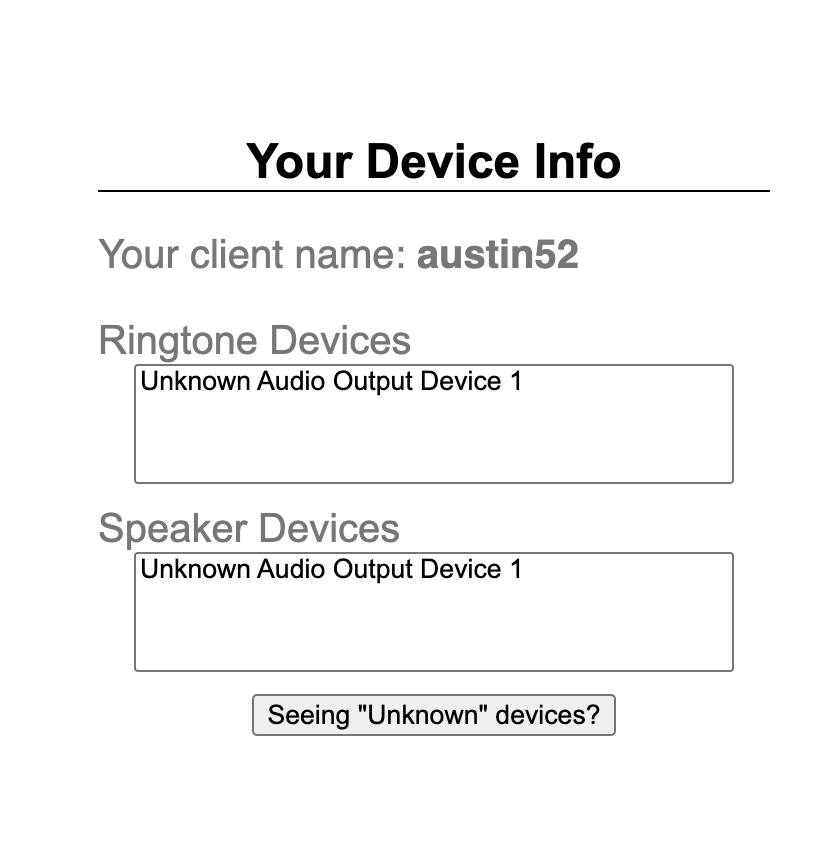 Your Device Info
Your client name: austin52
Ringtone Devices
Unknown Audio Output Device 1
Speaker Devices
Unknown Audio Output Device 1
Seeing "Unknown" devices?